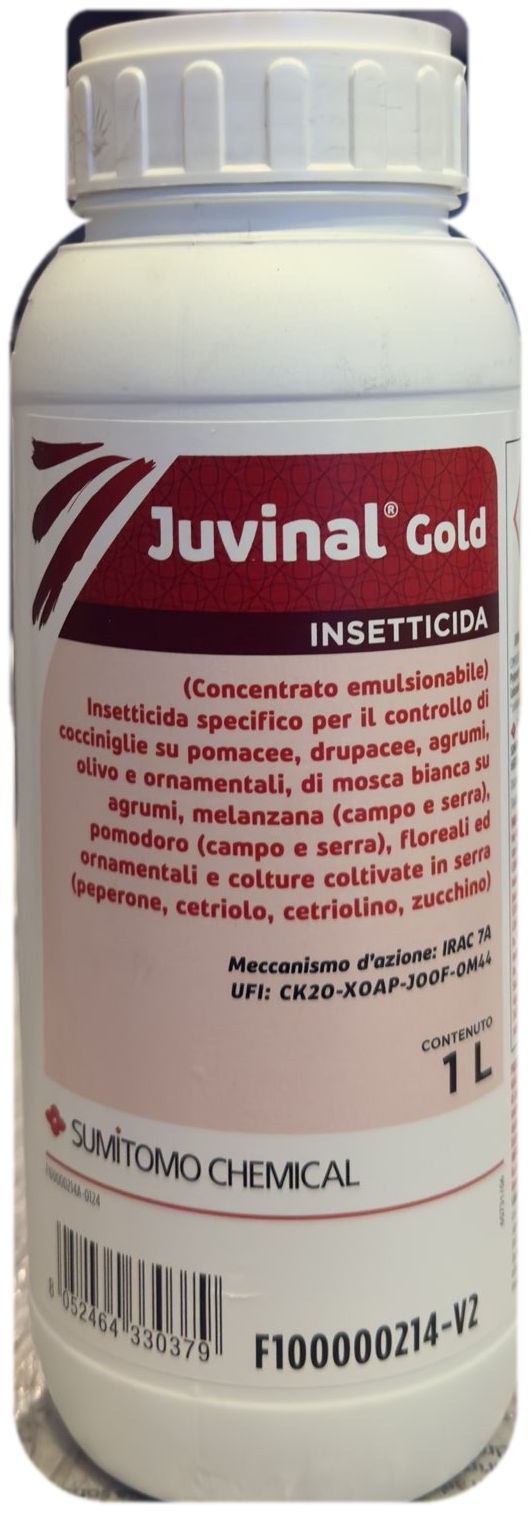 Juvinal® Gold
INSETTICIDA
(Concentrato emulsionabile)
Insetticida specifico per il controllo di
cocciniglie su pomacee, drupacee, agrumi,
olivo e ornamentali, di mosca bianca su
agrumi, melanzana (campo e serra),
pomodoro (campo e serra), floreali ed
ornamentali e colture coltivate in serra
(peperone, cetriolo, cetriolino, zucchino)
Meccanismo d'azione: IRAC 7A
UFI: CK20-X0AP-J00F-0M44
CONTENUTO
1 L
SUMITOMO CHEMICAL
F100000214A-0124
8 052464 330379
F100000214-V2